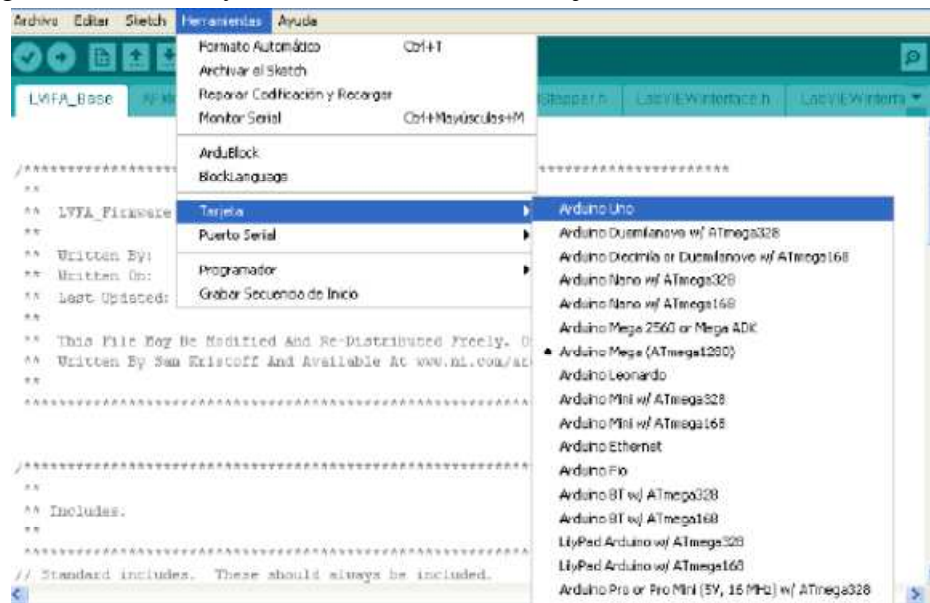 Archivo Editar Sketch Herramientas Ayuda
Formato Automático Ctrl+T
Archivar el Sketch
Reparar Codificación y Recargar
Monitor Serial Ctrl+Mayúsculas+M
ArduBlock
BlockLanguage
Tarjeta
Puerto Serial
Programador
Grabar Secuencia de Inicio
Arduino Uno
Arduino Duemilanove w/ ATmega328
Arduino Diecimila or Duemilanove w/ ATmega168
Arduino Nano w/ ATmega328
Arduino Nano w/ ATmega168
Arduino Mega 2560 or Mega ADK
Arduino Mega (ATmega1280)
Arduino Leonardo
Arduino Mini w/ ATmega328
Arduino Mini w/ ATmega168
Arduino Ethernet
Arduino Fio
Arduino BT w/ ATmega328
Arduino BT w/ ATmega168
LilyPad Arduino w/ ATmega328
LilyPad Arduino w/ ATmega168
Arduino Pro or Pro Mini (5V, 16 MHz) w/ ATmega328
LVIFA_Base Stepper.h LabVIEWInterface.h LabVIEWInterfa
** LVFA_Firmware
** Written By:
** Written On:
** Last Updated:
** This File May Be Modified And Re-Distributed Freely. O
** Written By Sam Kristoff And Available At www.ni.com/ar
** Includes.
// Standard includes. These should always be included.